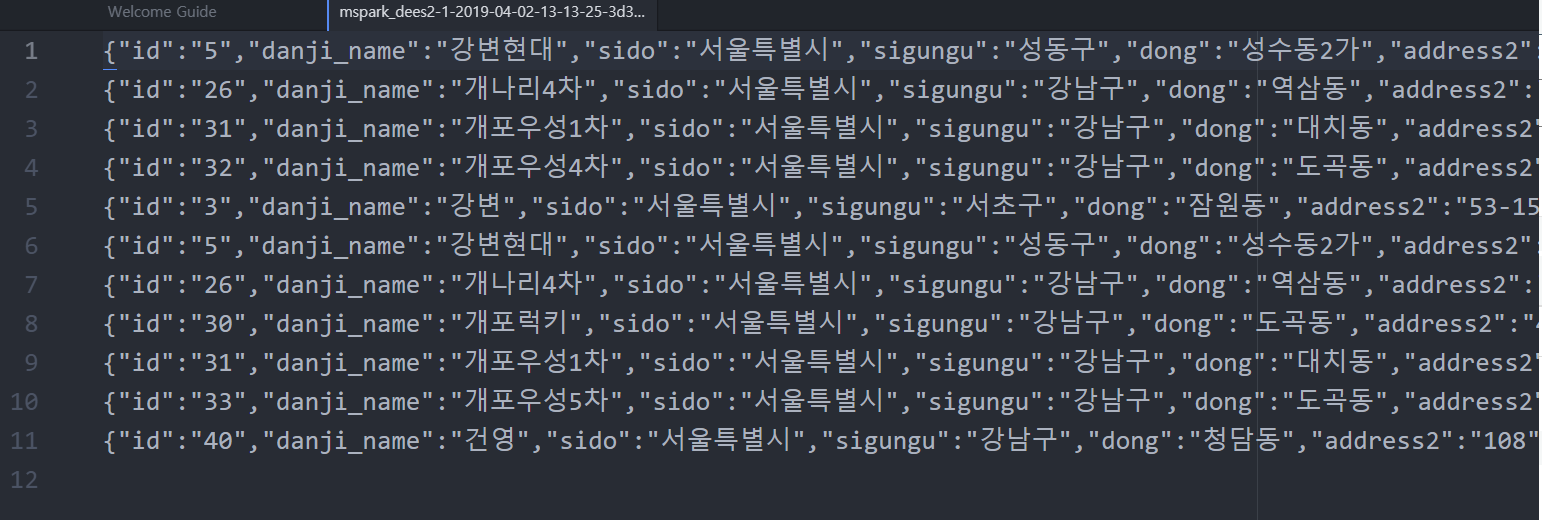 Welcome Guide mspark_dees2-1-2019-04-02-13-13-25-3d3...
1 {"id":"5","danji_name":"강변현대","sido":"서울특별시","sigungu":"성동구","dong":"성수동2가","address2":
2 {"id":"26","danji_name":"개나리4차","sido":"서울특별시","sigungu":"강남구","dong":"역삼동","address2":
3 {"id":"31","danji_name":"개포우성1차","sido":"서울특별시","sigungu":"강남구","dong":"대치동","address2"
4 {"id":"32","danji_name":"개포우성4차","sido":"서울특별시","sigungu":"강남구","dong":"도곡동","address2"
5 {"id":"3","danji_name":"강변","sido":"서울특별시","sigungu":"서초구","dong":"잠원동","address2":"53-15
6 {"id":"5","danji_name":"강변현대","sido":"서울특별시","sigungu":"성동구","dong":"성수동2가","address2":
7 {"id":"26","danji_name":"개나리4차","sido":"서울특별시","sigungu":"강남구","dong":"역삼동","address2":
8 {"id":"30","danji_name":"개포럭키","sido":"서울특별시","sigungu":"강남구","dong":"도곡동","address2":"4
9 {"id":"31","danji_name":"개포우성1차","sido":"서울특별시","sigungu":"강남구","dong":"대치동","address2"
10 {"id":"33","danji_name":"개포우성5차","sido":"서울특별시","sigungu":"강남구","dong":"도곡동","address2"
11 {"id":"40","danji_name":"건영","sido":"서울특별시","sigungu":"강남구","dong":"청담동","address2":"108"
12